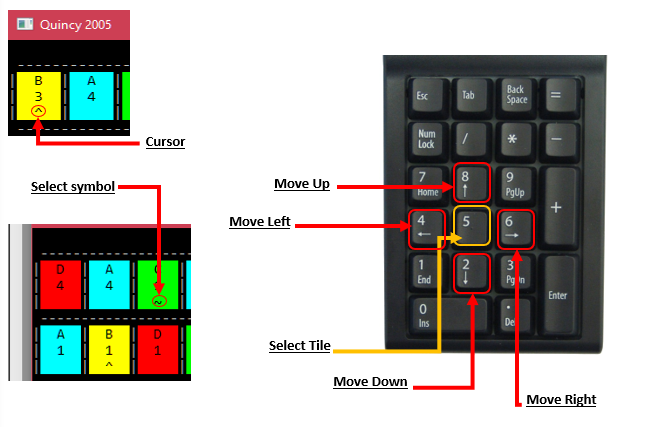 Quincy 2005
B A
3 4
^
Cursor
Select symbol
D A
4 4
~
A B D
1 1 1
^
Esc Tab Back Space =
Num Lock / * -
7 Home 8 ↑ 9 PgUp +
4 ← 5 6 →
1 End 2 ↓ 3 PgDn Enter
0 Ins . Del
Move Up
Move Left
Select Tile
Move Down
Move Right